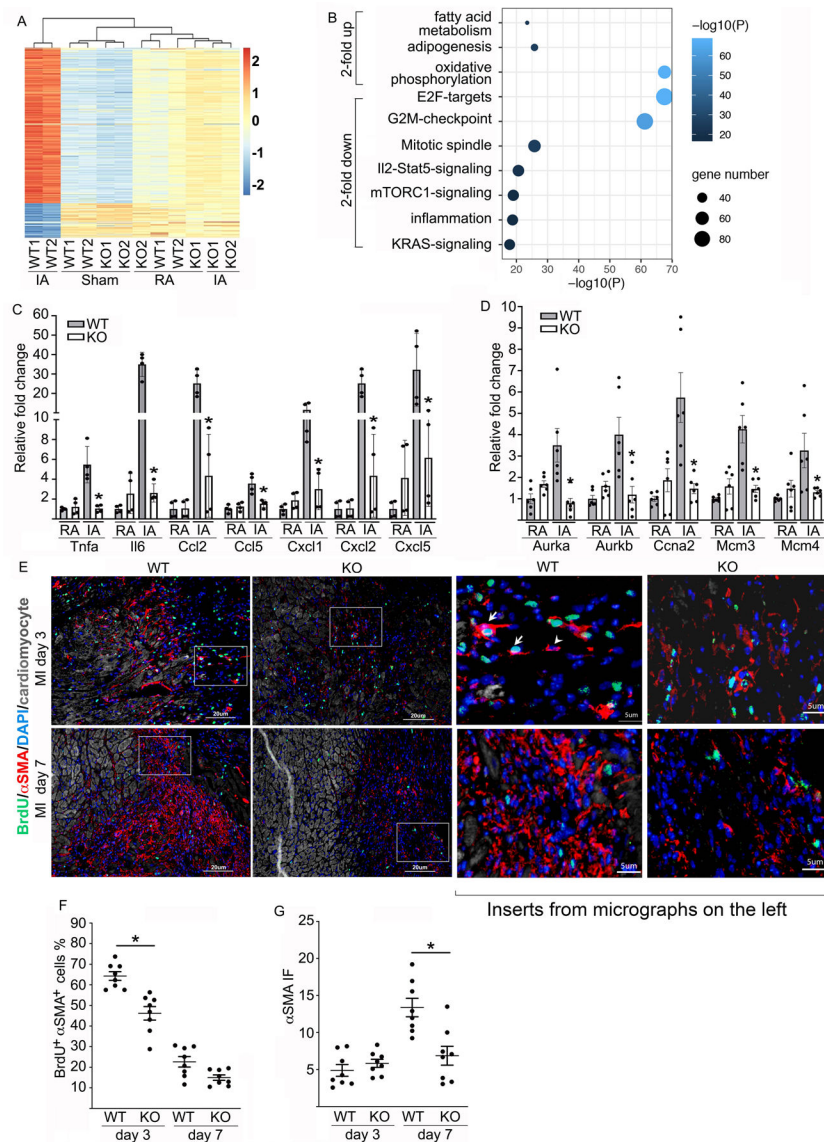 A
2
1
0
-1
-2
WT1
WT2
WT1
WT2
KO1
KO2
KO2
WT1
WT2
KO1
KO1
KO2
IA
Sham
RA
IA
B
2-fold up
2-fold down
fatty acid
metabolism
adipogenesis
oxidative
phosphorylation
E2F-targets
G2M-checkpoint
Mitotic spindle
Il2-Stat5-signaling
mTORC1-signaling
inflammation
KRAS-signaling
20 30 40 50 60 70
−log10(P)
−log10(P)
60
50
40
30
20
gene number
40
60
80
C
WT
KO
Relative fold change
60
50
40
30
20
10
10
8
6
4
2
* * * * * * *
RA IA RA IA RA IA RA IA RA IA RA IA RA IA
Tnfa Il6 Ccl2 Ccl5 Cxcl1 Cxcl2 Cxcl5
D
WT
KO
Relative fold change
10
9
8
7
6
5
4
3
2
1
0
* * * * *
RA IA RA IA RA IA RA IA RA IA
Aurka Aurkb Ccna2 Mcm3 Mcm4
E
WT KO WT KO
BrdU/αSMA/DAPI/cardiomyocyte
MI day 3
MI day 7
20um
20um
5um
5um
20um
20um
5um
5um
Inserts from micrographs on the left
F
BrdU+ αSMA+ cells %
90
80
70
60
50
40
30
20
10
*
WT KO WT KO
day 3 day 7
G
αSMA IF
25
20
15
10
5
0
*
WT KO WT KO
day 3 day 7